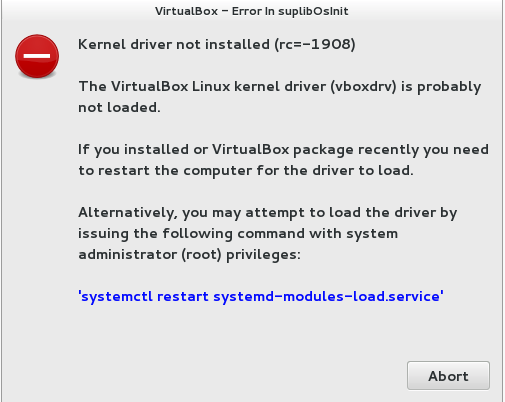 VirtualBox - Error In suplibOsInit
Kernel driver not installed (rc=-1908)
The VirtualBox Linux kernel driver (vboxdrv) is probably
not loaded.
If you installed or VirtualBox package recently you need
to restart the computer for the driver to load.
Alternatively, you may attempt to load the driver by
issuing the following command with system
administrator (root) privileges:
'systemctl restart systemd-modules-load.service'
Abort